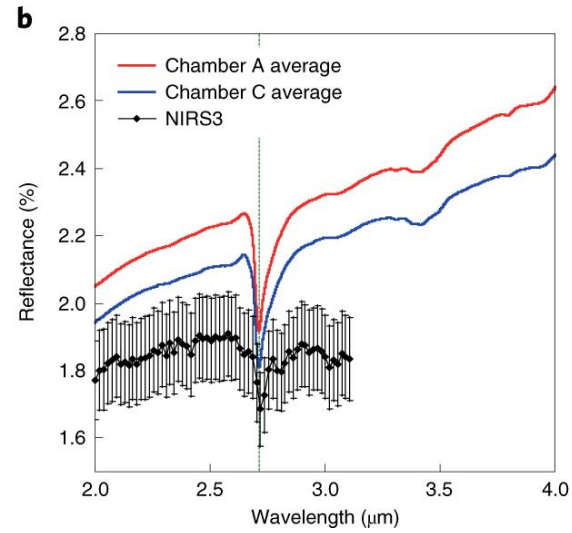 b
2.8
2.6
2.4
2.2
2.0
1.8
1.6
Reflectance (%)
Chamber A average
Chamber C average
NIRS3
2.0 2.5 3.0 3.5 4.0
Wavelength (μm)